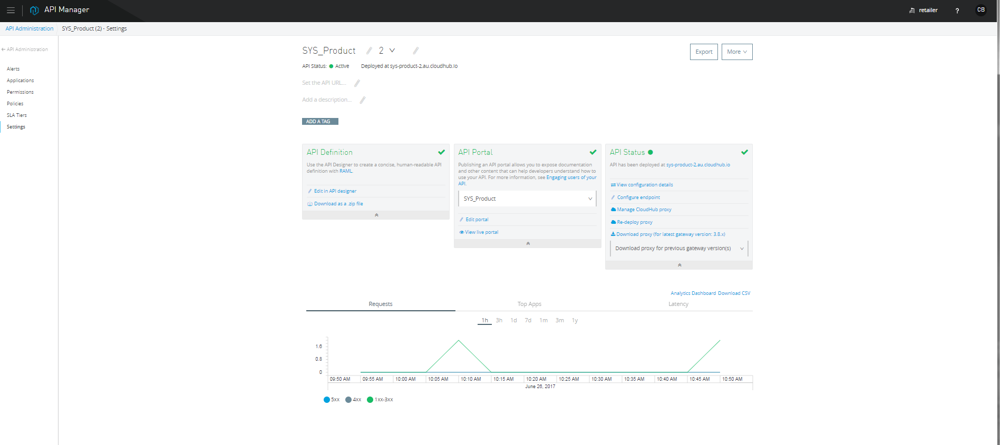 API Manager
retailer
?
CB
API Administration
SYS_Product (2) - Settings
API Administration
Alerts
Applications
Permissions
Policies
SLA Tiers
Settings
SYS_Product
2
Export
More
API Status: Active
Deployed at sys-product-2.au.cloudhub.io
Set the API URL...
Add a description...
ADD A TAG
API Definition
Use the API Designer to create a concise, human-readable API
definition with RAML.
Edit in API designer
Download as a .zip file
API Portal
Publishing an API portal allows you to expose documentation
and other content that can help developers understand how to
use your API. For more information, see Engaging users of your
API.
SYS_Product
Edit portal
View live portal
API Status
API has been deployed at sys-product-2.au.cloudhub.io
View configuration details
Configure endpoint
Manage CloudHub proxy
Re-deploy proxy
Download proxy (for latest gateway version: 3.8.x)
Download proxy for previous gateway version(s)
Analytics Dashboard Download CSV
Requests
Top Apps
Latency
1h 3h 1d 7d 1m 3m 1y
1.6
0.8
0
09:50 AM 09:55 AM 10:00 AM 10:05 AM 10:10 AM 10:15 AM 10:20 AM 10:25 AM 10:30 AM 10:35 AM 10:40 AM 10:45 AM 10:50 AM
June 26, 2017
5xx 4xx 1xx-3xx